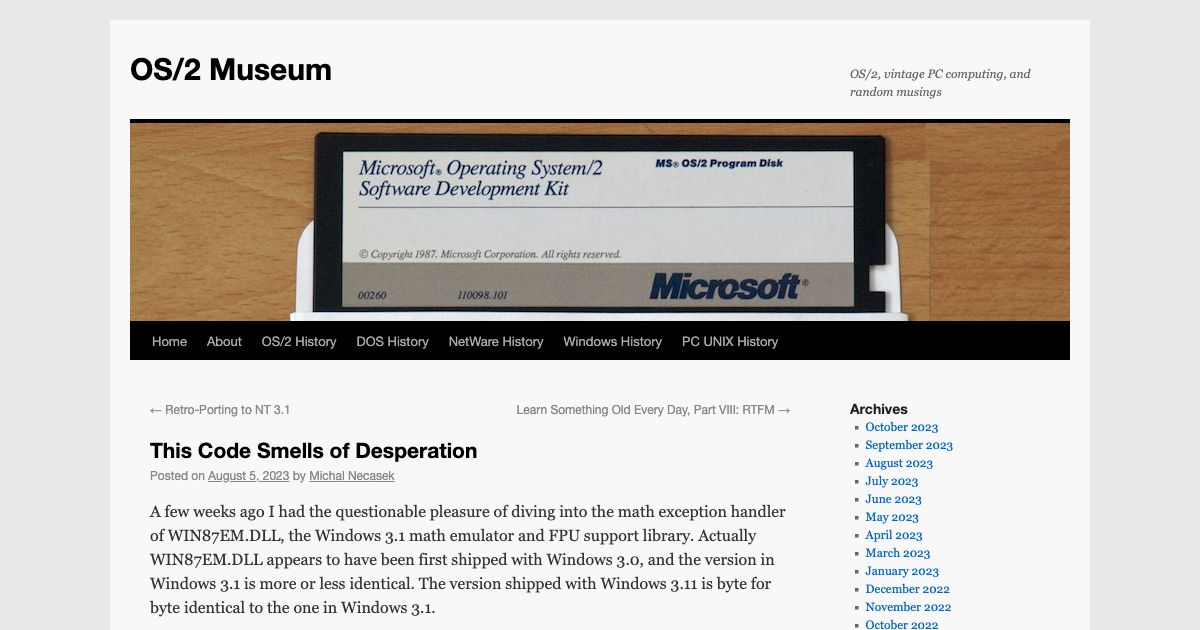 OS/2 Museum
OS/2, vintage PC computing, and
random musings
Microsoft® Operating System/2
Software Development Kit
MS® OS/2 Program Disk
© Copyright 1987. Microsoft Corporation. All rights reserved.
00260 110098.101
Microsoft®
Home About OS/2 History DOS History NetWare History Windows History PC UNIX History
← Retro-Porting to NT 3.1
Learn Something Old Every Day, Part VIII: RTFM →
This Code Smells of Desperation
Posted on August 5, 2023 by Michal Necasek
A few weeks ago I had the questionable pleasure of diving into the math exception handler
of WIN87EM.DLL, the Windows 3.1 math emulator and FPU support library. Actually
WIN87EM.DLL appears to have been first shipped with Windows 3.0, and the version in
Windows 3.1 is more or less identical. The version shipped with Windows 3.11 is byte for
byte identical to the one in Windows 3.1.
Archives
October 2023
September 2023
August 2023
July 2023
June 2023
May 2023
April 2023
March 2023
January 2023
December 2022
November 2022
October 2022